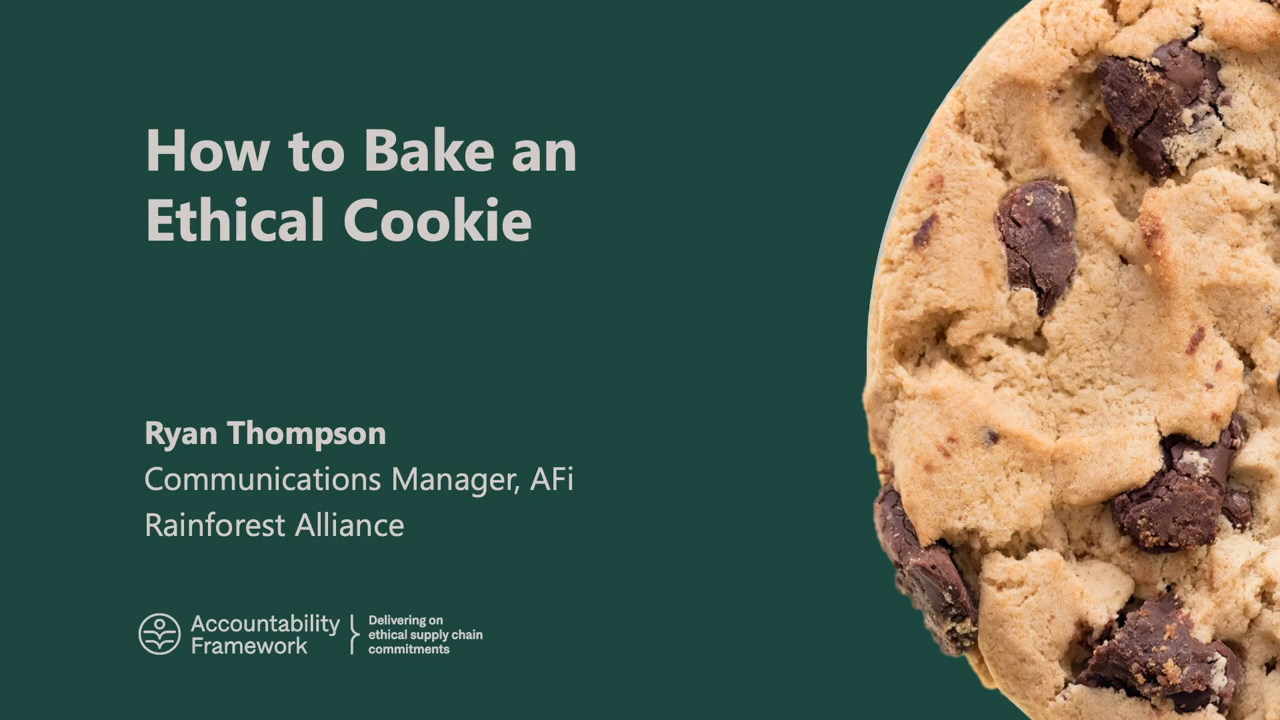 How to Bake an
Ethical Cookie
Ryan Thompson
Communications Manager, AFi
Rainforest Alliance
Accountability
Framework
Delivering on
ethical supply chain
commitments